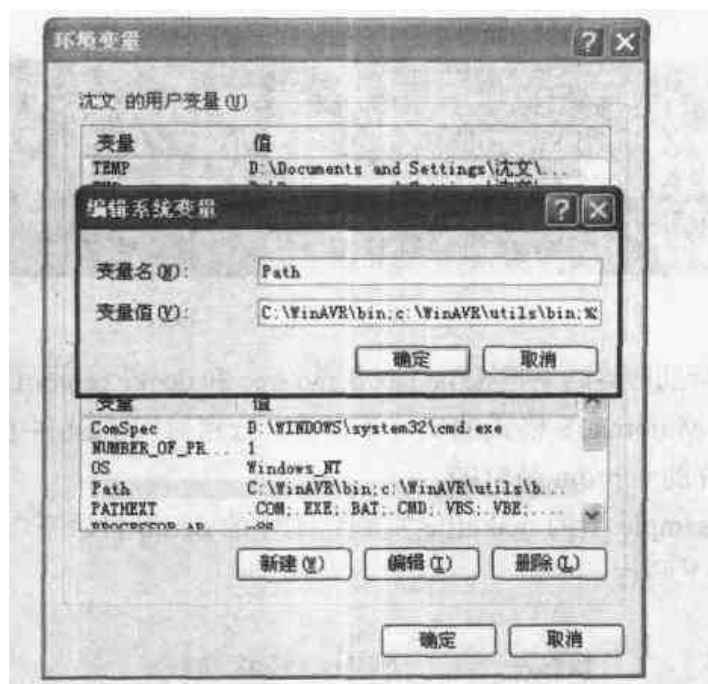 环境变量
沈文 的用户变量(U)
变量 值
TEMP D:\Documents and Settings\沈文\...
编辑系统变量
变量名(N): Path
变量值(V): C:\WinAVR\bin;c:\WinAVR\utils\bin;%
确定 取消
变量 值
ComSpec D:\WINDOWS\system32\cmd.exe
NUMBER_OF_PR... 1
OS Windows_NT
Path C:\WinAVR\bin;c:\WinAVR\utils\b...
PATHEXT .COM;.EXE;.BAT;.CMD;.VBS;.VBE;...
新建(W) 编辑(I) 删除(L)
确定 取消